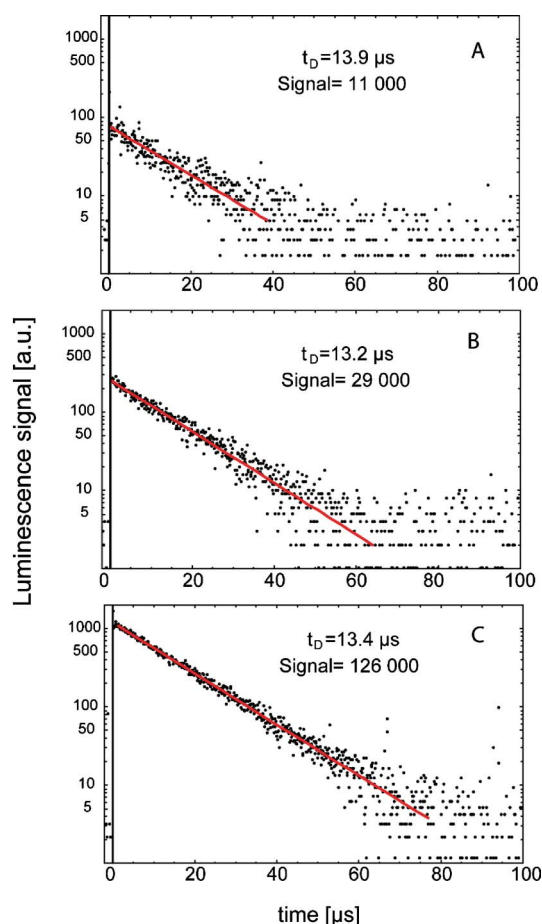 Luminescence signal [a.u.]
A
t_D = 13.9 µs
Signal= 11 000
1000
500
100
50
10
5
0 20 40 60 80 100
B
t_D = 13.2 µs
Signal= 29 000
1000
500
100
50
10
5
0 20 40 60 80 100
C
t_D = 13.4 µs
Signal= 126 000
1000
500
100
50
10
5
0 20 40 60 80 100
time [µs]